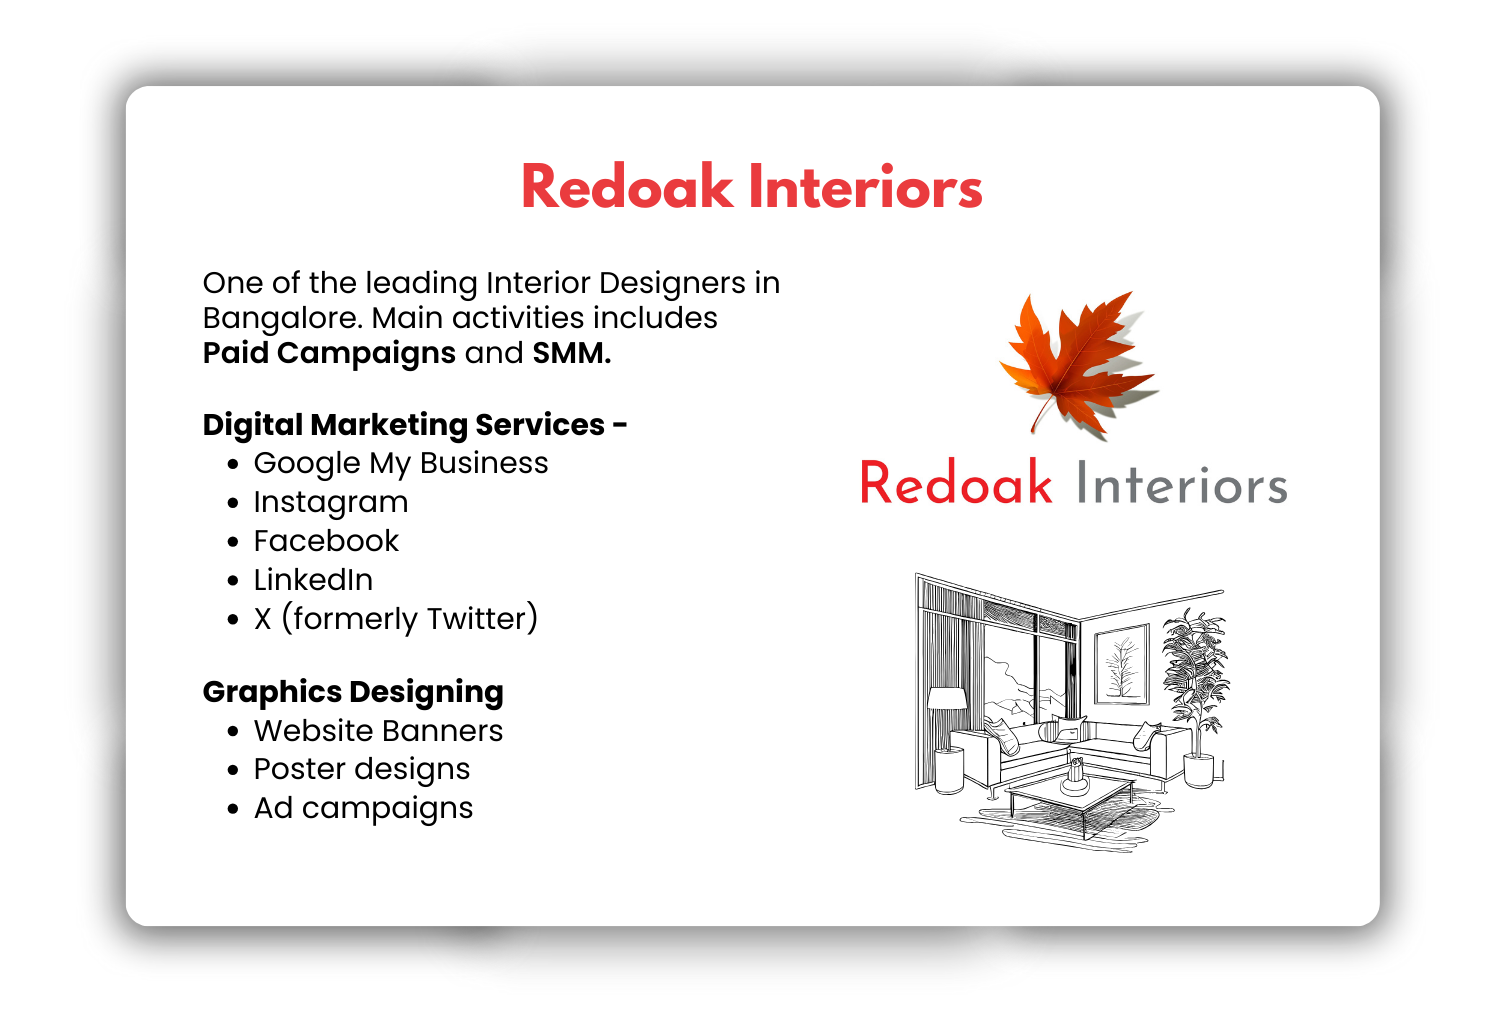 Redoak Interiors
One of the leading Interior Designers in
Bangalore. Main activities includes
Paid Campaigns and SMM.
Digital Marketing Services -
• Google My Business
• Instagram
• Facebook
• LinkedIn
• X (formerly Twitter)
Graphics Designing
• Website Banners
• Poster designs
• Ad campaigns
Redoak Interiors